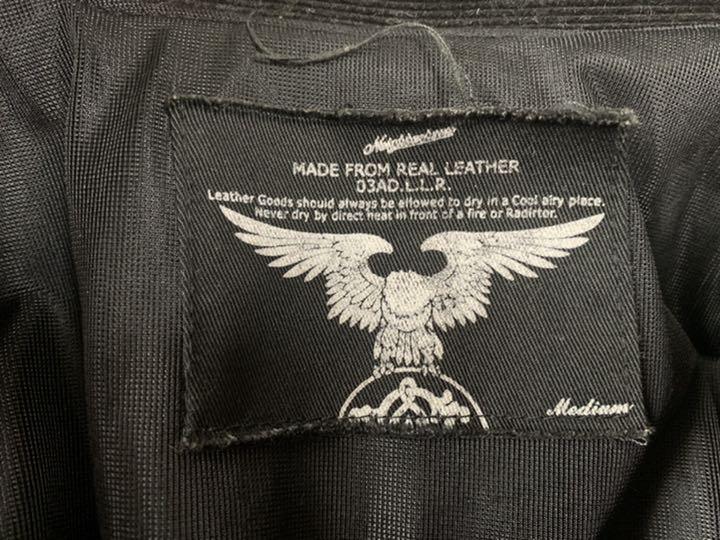 Neighborhood
MADE FROM REAL LEATHER
03AD.L.L.R.
Leather Goods should always be allowed to dry in a Cool airy place.
Never dry by direct heat in front of a fire or Radirtor.
Medium